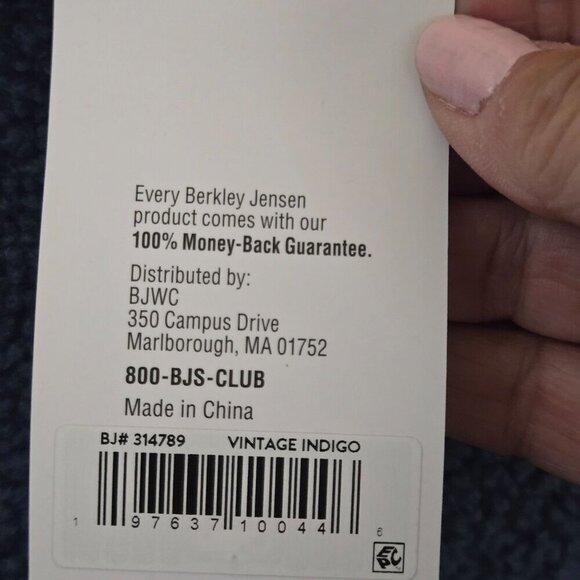 Every Berkley Jensen
product comes with our
100% Money-Back Guarantee.
Distributed by:
BJWC
350 Campus Drive
Marlborough, MA 01752
800-BJS-CLUB
Made in China
BJ# 314789 VINTAGE INDIGO
1 97637 10044 6
EPC